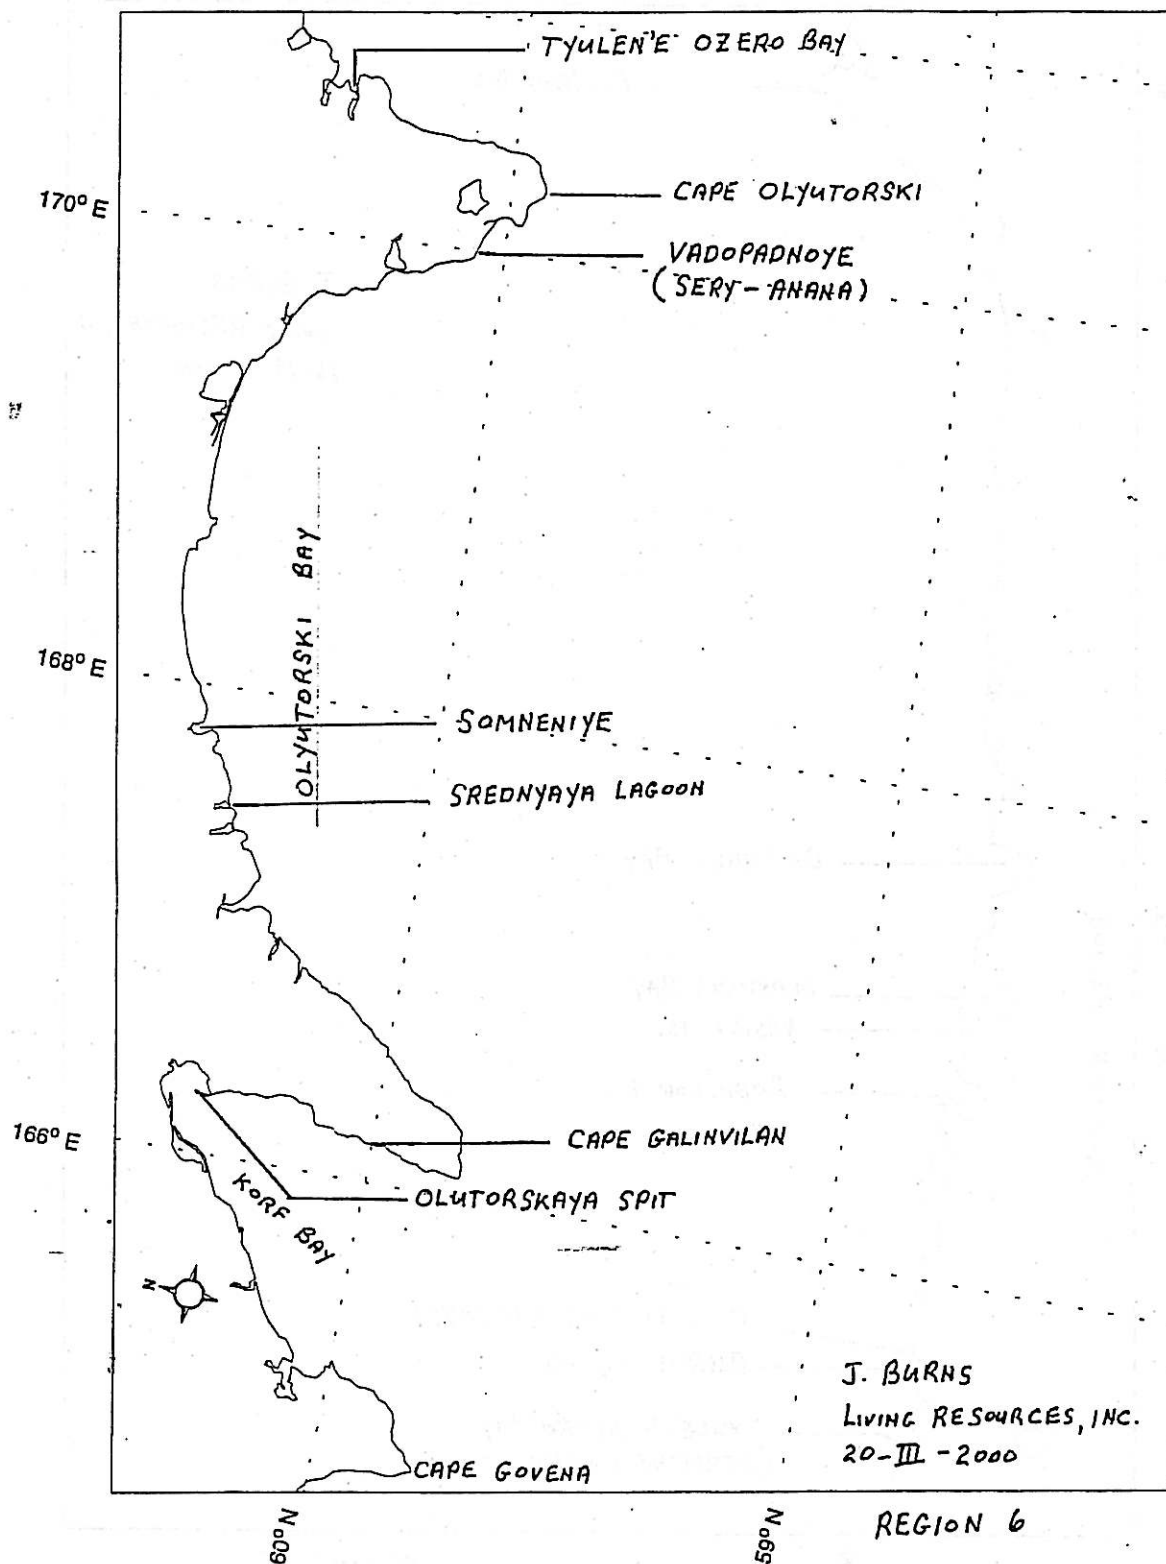 TYULEN'E OZERO BAY
170° E
CAPE OLYUTORSKI
VADOPADNOYE
(SERY-ANANA)
OLYUTORSKI BAY
168° E
SOMNENIYE
SREDNYAYA LAGOON
166° E
CAPE GALINVILAN
OLUTORSKAYA SPIT
KORF BAY
N
J. BURNS
LIVING RESOURCES, INC.
20-III-2000
CAPE GOVENA
60° N
59° N
REGION 6